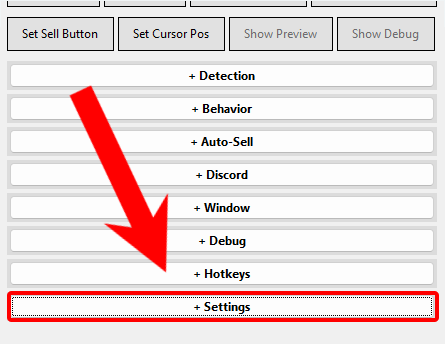 Set Sell Button Set Cursor Pos Show Preview Show Debug
+ Detection
+ Behavior
+ Auto-Sell
+ Discord
+ Window
+ Debug
+ Hotkeys
+ Settings